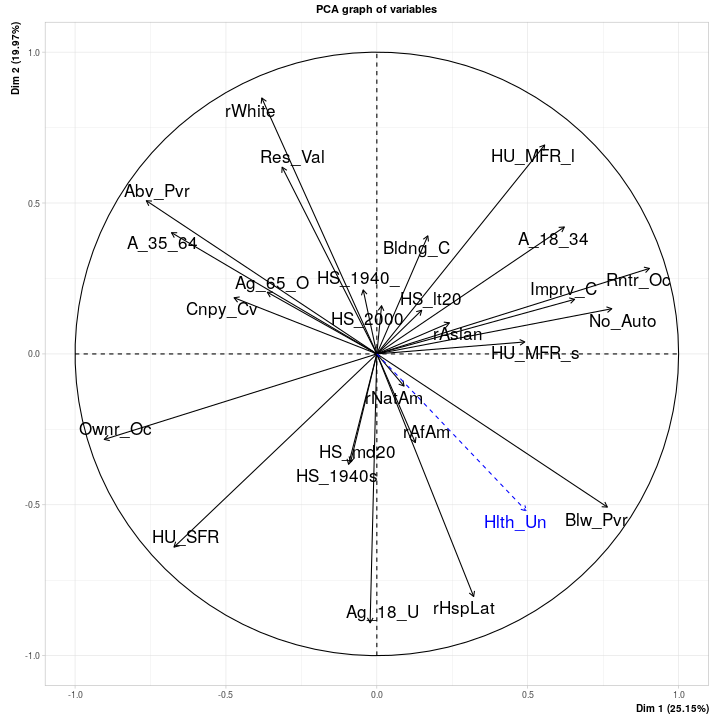 PCA graph of variables
Dim 2 (19.97%)
1.0
rWhite
Res_Val
HU_MFR_l
Abv_Pvr
0.5
A_35_64
A_18_34
Bldng_C
Ag_65_O
HS_1940_
Rntr_Oc
Imprv_C
HS_lt20
Cnpy_Cv
HS_2000
No_Auto
rAsian
HU_MFR_s
0.0
rNatAm
Ownr_Oc
rAfAm
HS_md20
HS_1940s
-0.5
Hlth_Un
Blw_Pvr
HU_SFR
Ag_18_U
rHspLat
-1.0
-1.0
-0.5
0.0
0.5
1.0
Dim 1 (25.15%)